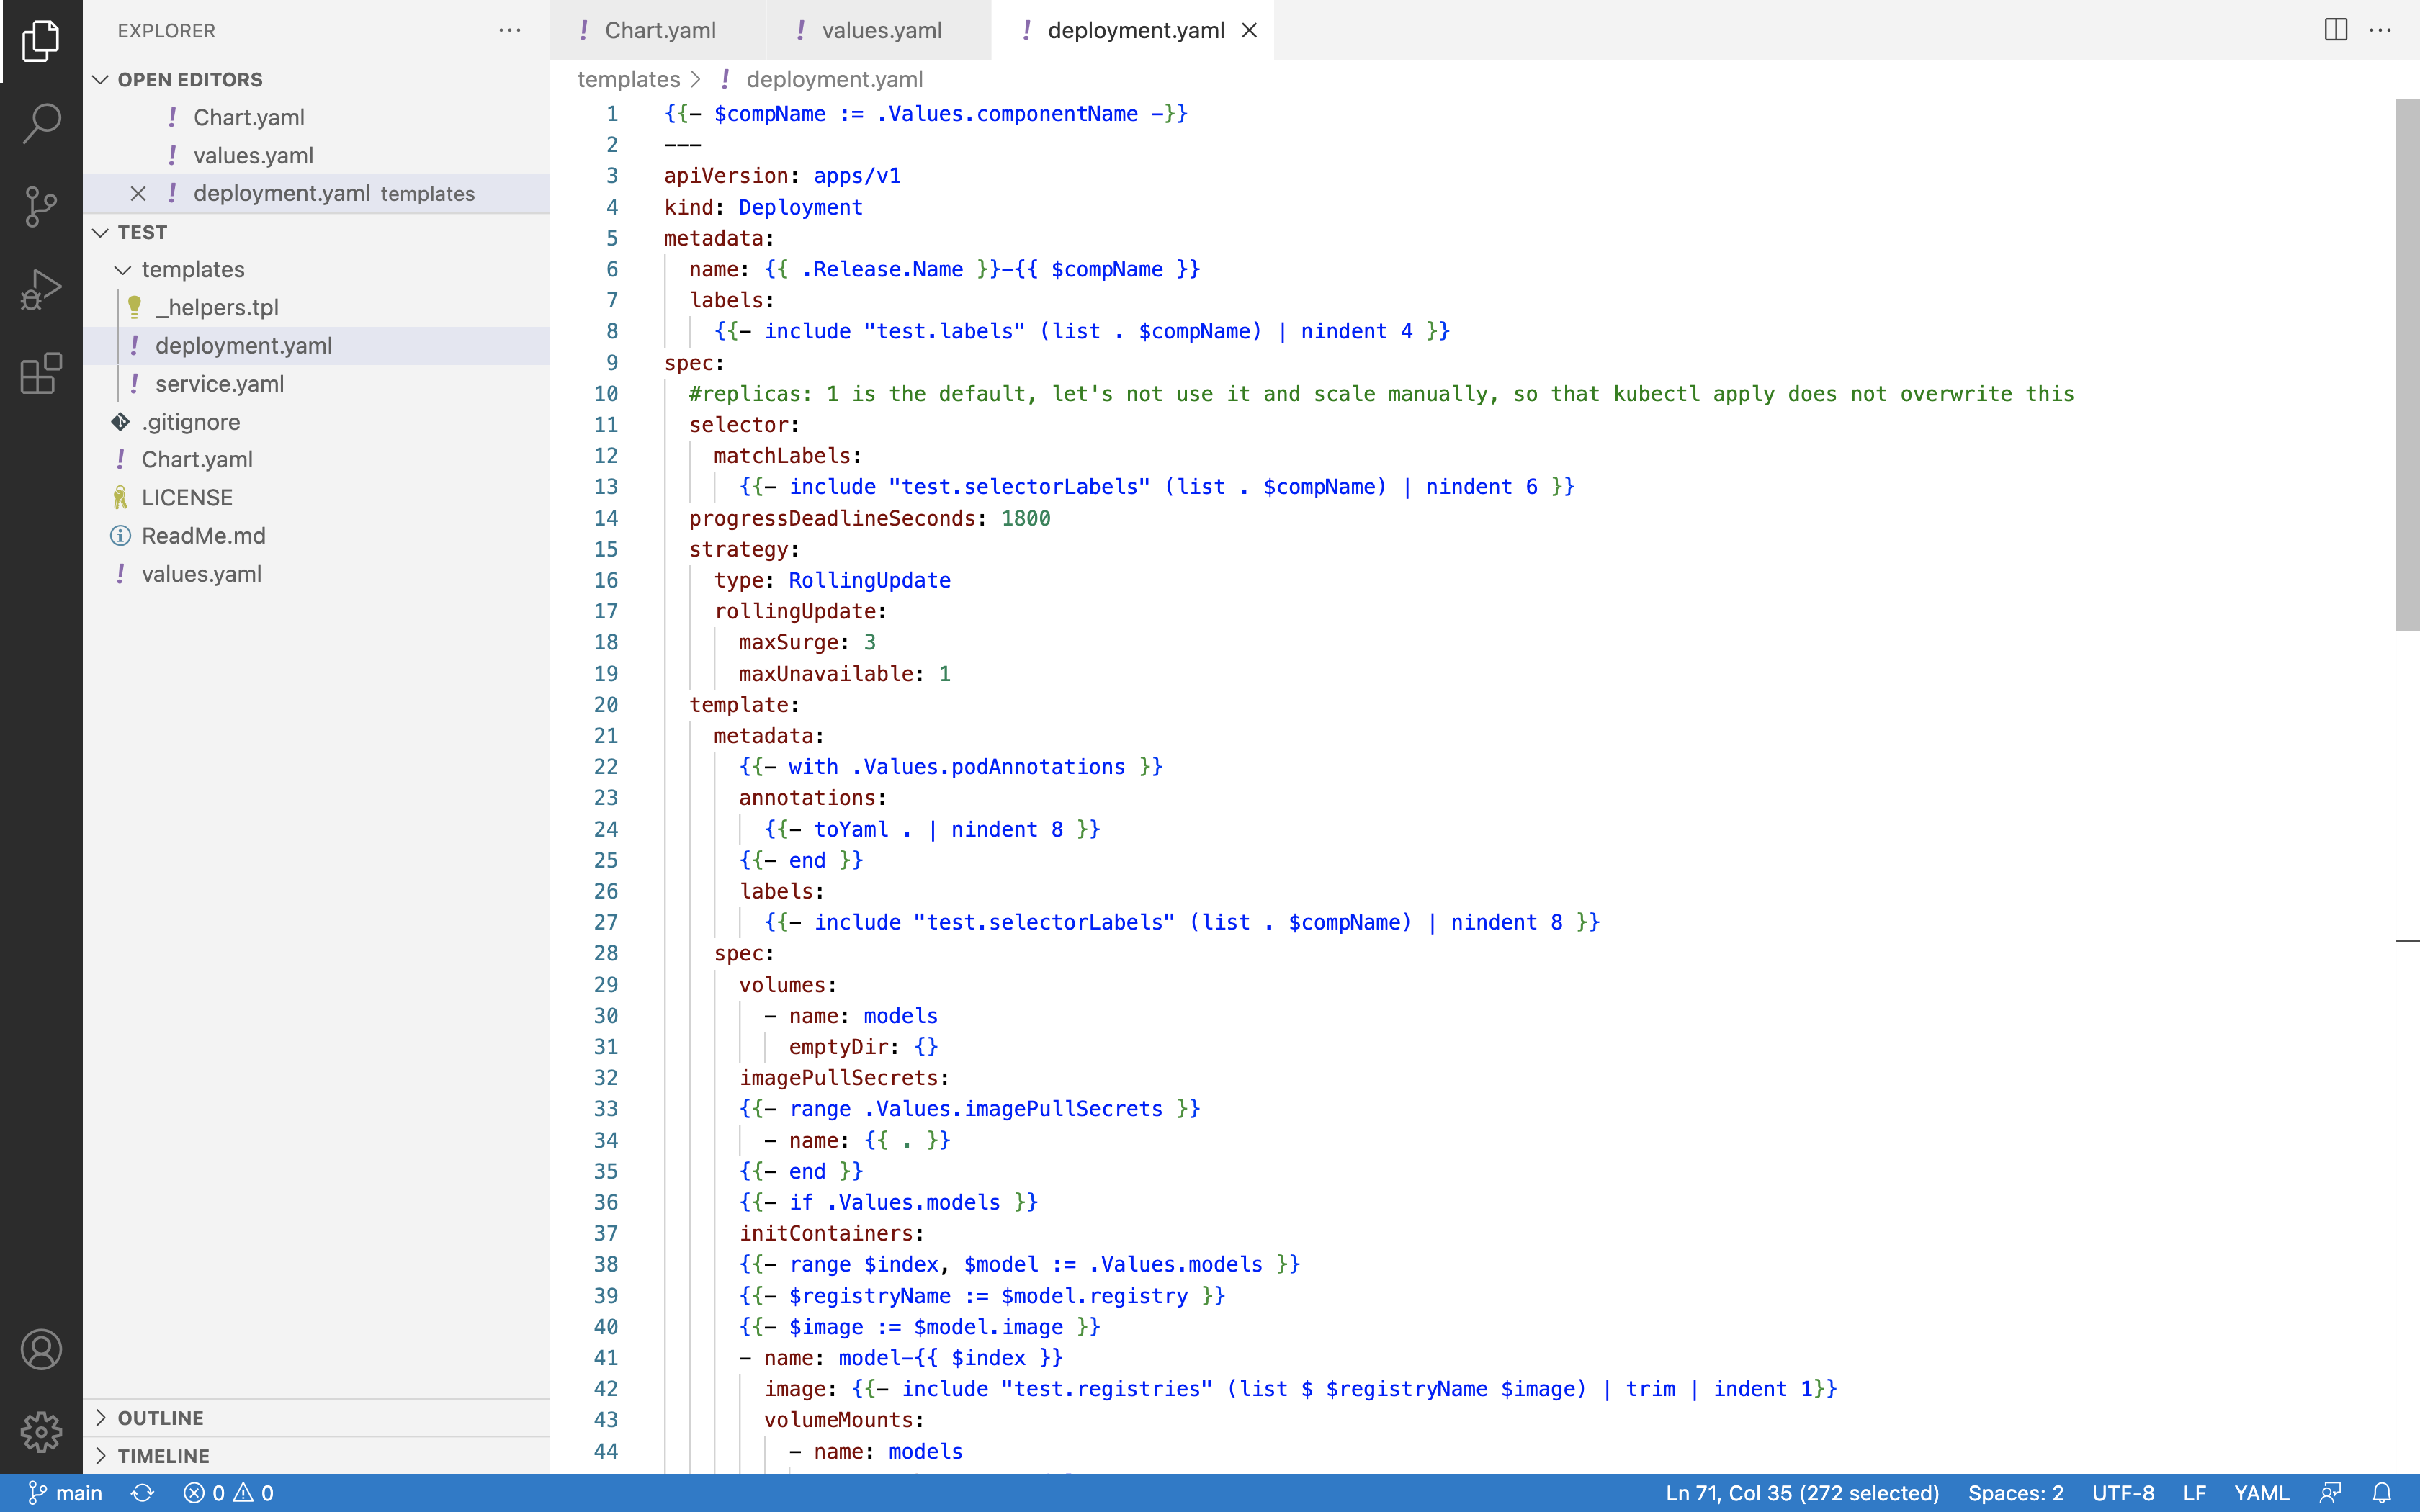 EXPLORER
OPEN EDITORS
Chart.yaml
values.yaml
deployment.yaml templates
TEST
templates
_helpers.tpl
deployment.yaml
service.yaml
.gitignore
Chart.yaml
LICENSE
ReadMe.md
values.yaml
OUTLINE
TIMELINE
Chart.yaml
values.yaml
deployment.yaml
templates > ! deployment.yaml
1 {{- $compName := .Values.componentName -}}
2 ---
3 apiVersion: apps/v1
4 kind: Deployment
5 metadata:
6   name: {{ .Release.Name }}-{{ $compName }}
7   labels:
8     {{- include "test.labels" (list . $compName) | nindent 4 }}
9 spec:
10   #replicas: 1 is the default, let's not use it and scale manually, so that kubectl apply does not overwrite this
11   selector:
12     matchLabels:
13       {{- include "test.selectorLabels" (list . $compName) | nindent 6 }}
14   progressDeadlineSeconds: 1800
15   strategy:
16     type: RollingUpdate
17     rollingUpdate:
18       maxSurge: 3
19       maxUnavailable: 1
20   template:
21     metadata:
22       {{- with .Values.podAnnotations }}
23       annotations:
24         {{- toYaml . | nindent 8 }}
25       {{- end }}
26       labels:
27         {{- include "test.selectorLabels" (list . $compName) | nindent 8 }}
28     spec:
29       volumes:
30         - name: models
31           emptyDir: {}
32       imagePullSecrets:
33       {{- range .Values.imagePullSecrets }}
34         - name: {{ . }}
35       {{- end }}
36       {{- if .Values.models }}
37       initContainers:
38       {{- range $index, $model := .Values.models }}
39       {{- $registryName := $model.registry }}
40       {{- $image := $model.image }}
41       - name: model-{{ $index }}
42         image: {{- include "test.registries" (list $ $registryName $image) | trim | indent 1}}
43         volumeMounts:
44           - name: models
main 0 0 Ln 71, Col 35 (272 selected) Spaces: 2 UTF-8 LF YAML